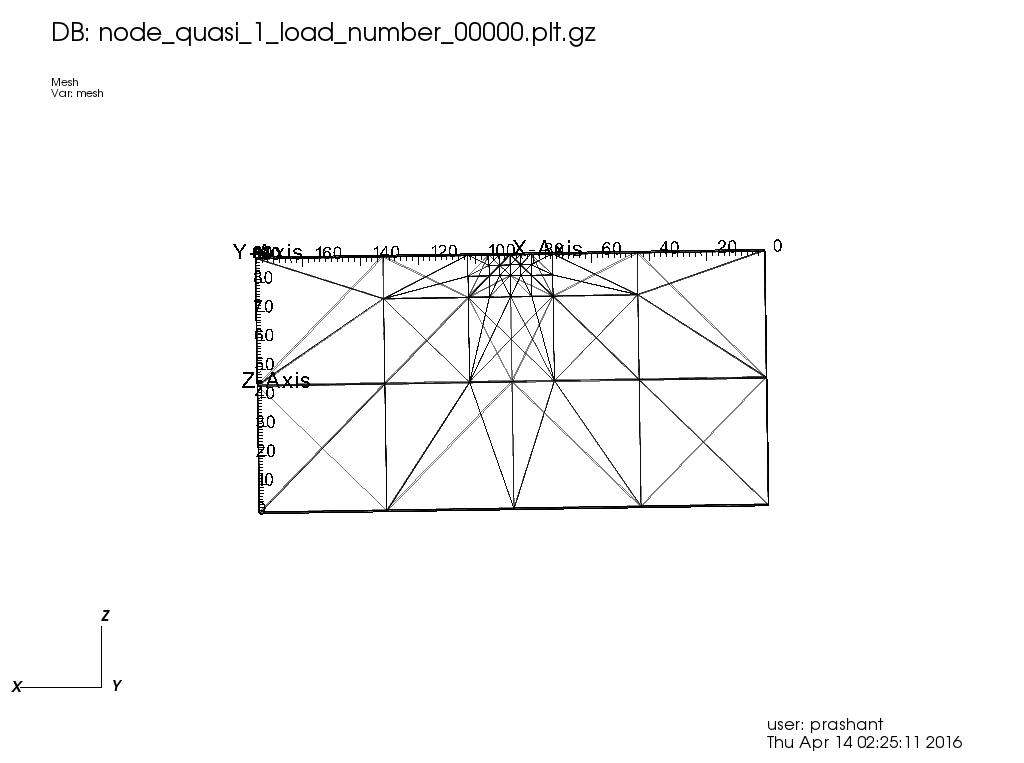 DB: node_quasi_1_load_number_00000.plt.gz
Mesh
Var: mesh
Y-Axis
160
140
120
100
X-Axis
80
60
40
20
0
80
70
60
50
Z-Axis
40
30
20
10
0
Z
X
Y
user: prashant
Thu Apr 14 02:25:11 2016